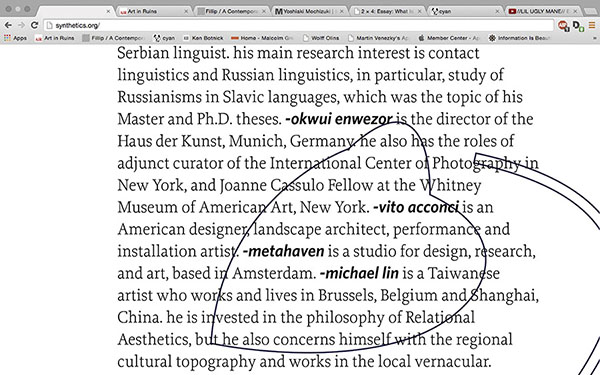 Art in Ruins
Fillip / A Contempora
Yoshiaki Mochizuki |
2 × 4: Essay: What I
cyan
//LIL UGLY MANE// 6
synthetics.org/
Apps
Art in Ruins
Fillip / A Contempora
cyan
Ken Botnick
Home - Malcolm Gr
Wolff Olins
Martin Venezky's Ap
Member Center - Ap
Information Is Beauti
Serbian linguist. his main research interest is contact
linguistics and Russian linguistics, in particular, study of
Russianisms in Slavic languages, which was the topic of his
Master and Ph.D. theses. -okwui enwezor is the director of the
Haus der Kunst, Munich, Germany. he also has the roles of
adjunct curator of the International Center of Photography in
New York, and Joanne Cassulo Fellow at the Whitney
Museum of American Art, New York. -vito acconci is an
American designer, landscape architect, performance and
installation artist. -metahaven is a studio for design, research,
and art, based in Amsterdam. -michael lin is a Taiwanese
artist who works and lives in Brussels, Belgium and Shanghai,
China. he is invested in the philosophy of Relational
Aesthetics, but he also concerns himself with the regional
cultural topography and works in the local vernacular.